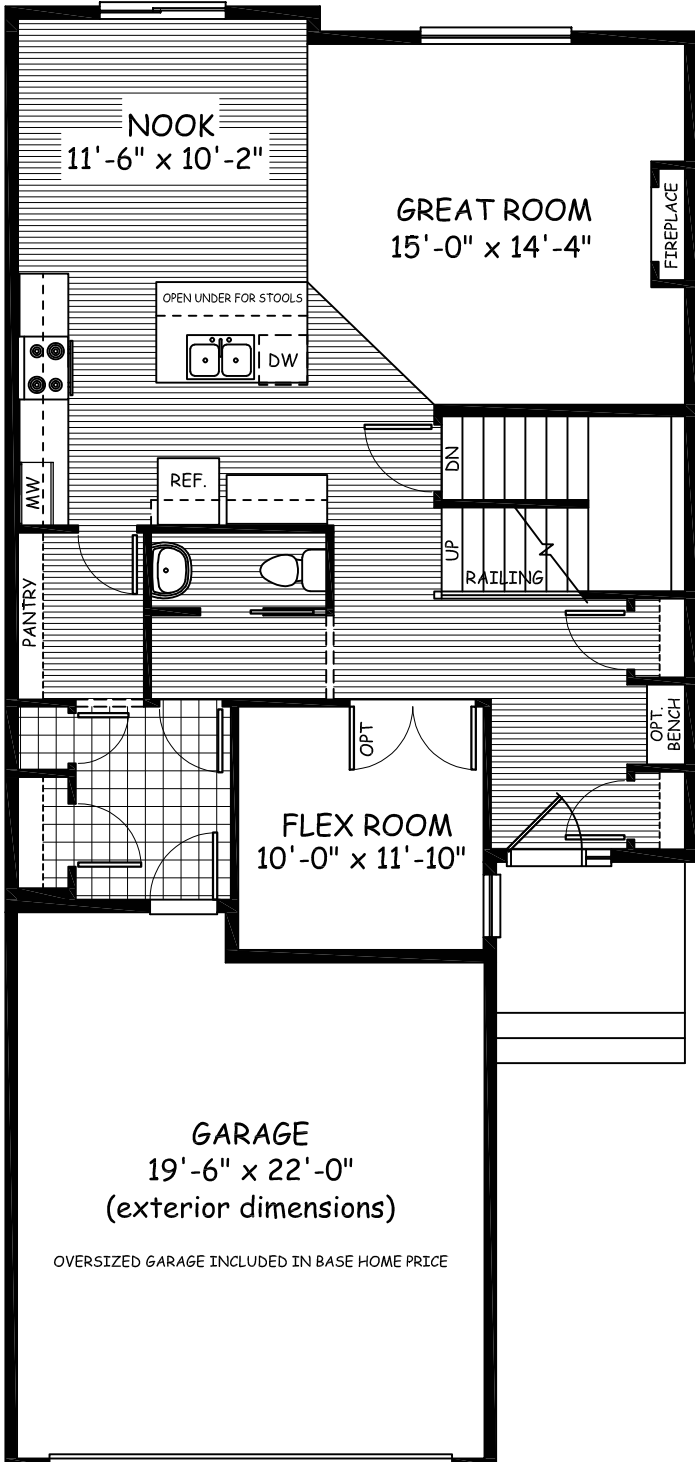 NOOK
11'-6" x 10'-2"
GREAT ROOM
15'-0" x 14'-4"
FIREPLACE
OPEN UNDER FOR STOOLS
DW
DN
REF.
MW
UP
RAILING
PANTRY
OPT.
BENCH
OPT
FLEX ROOM
10'-0" x 11'-10"
GARAGE
19'-6" x 22'-0"
(exterior dimensions)
OVERSIZED GARAGE INCLUDED IN BASE HOME PRICE